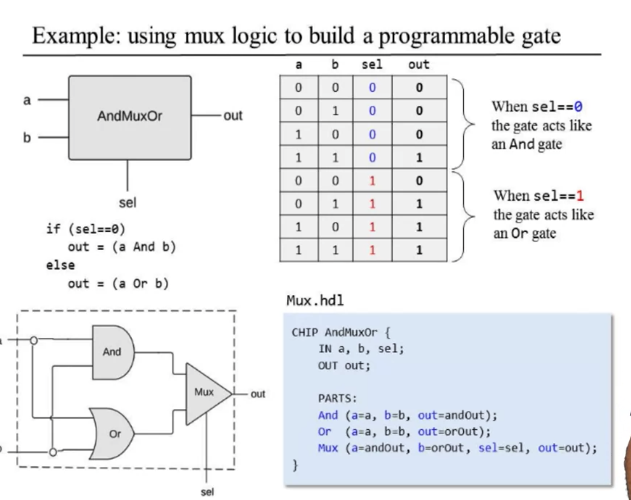 Example: using mux logic to build a programmable gate
a
b
AndMuxOr
out
sel
if (sel==0)
out = (a And b)
else
out = (a Or b)
a b sel out
0 0 0 0
0 1 0 0
1 0 0 0
1 1 0 1
0 0 1 0
0 1 1 1
1 0 1 1
1 1 1 1
When sel==0
the gate acts like
an And gate
When sel==1
the gate acts like
an Or gate
And
Or
Mux
out
sel
Mux.hdl
CHIP AndMuxOr {
IN a, b, sel;
OUT out;
PARTS:
And (a=a, b=b, out=andOut);
Or (a=a, b=b, out=orOut);
Mux (a=andOut, b=orOut, sel=sel, out=out);
}